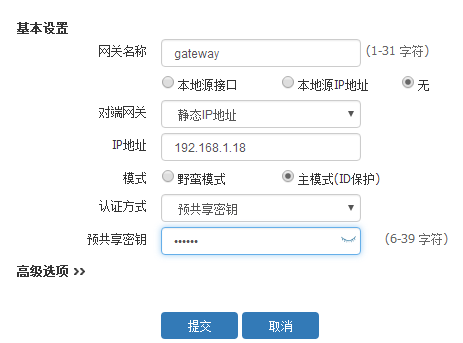 基本设置
网关名称 gateway (1-31 字符)
本地源接口 本地源IP地址 无
对端网关 静态IP地址
IP地址 192.168.1.18
模式 野蛮模式 主模式(ID保护)
认证方式 预共享密钥
预共享密钥 •••••• (6-39 字符)
高级选项 >>
提交 取消